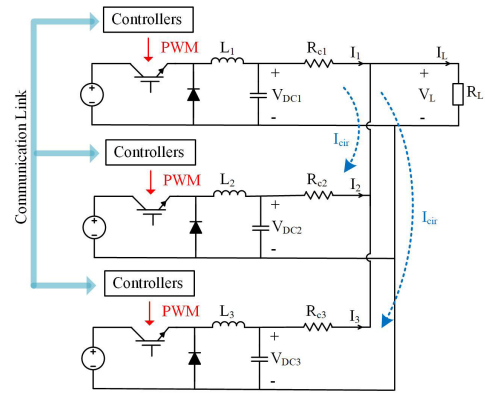 Controllers
PWM
L1
Rc1
I1
IL
+
VDC1
-
+
VL
-
RL
Communication Link
Icir
Controllers
PWM
L2
Rc2
I2
+
VDC2
-
Icir
Controllers
PWM
L3
Rc3
I3
+
VDC3
-